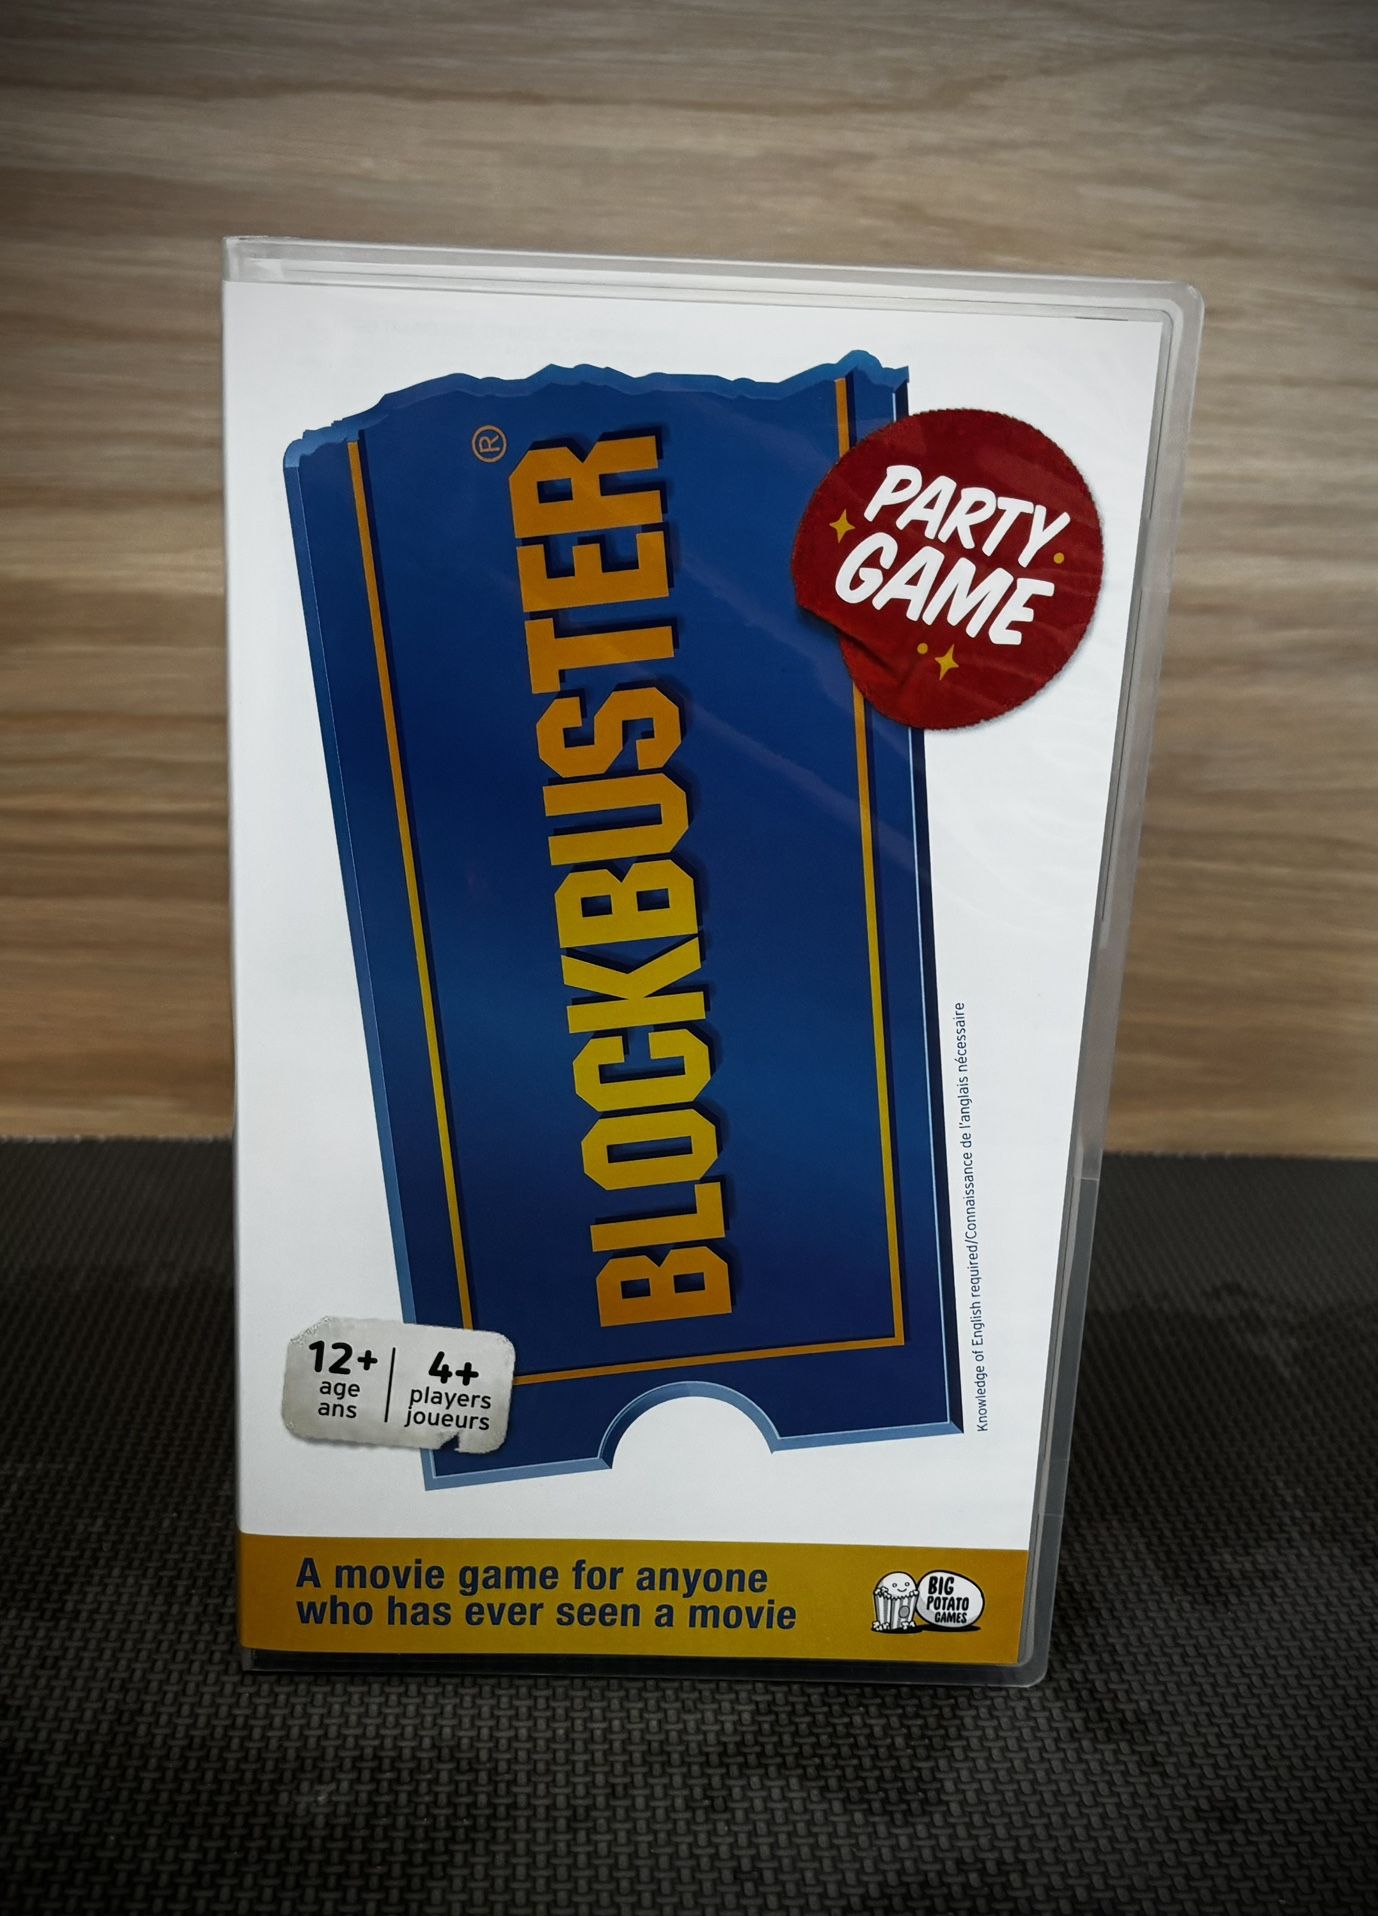 BLOCKBUSTER®
PARTY
GAME
Knowledge of English required/Connaissance de l'anglais nécessaire
12+
age
ans
4+
players
joueurs
A movie game for anyone
who has ever seen a movie
BIG
POTATO
GAMES